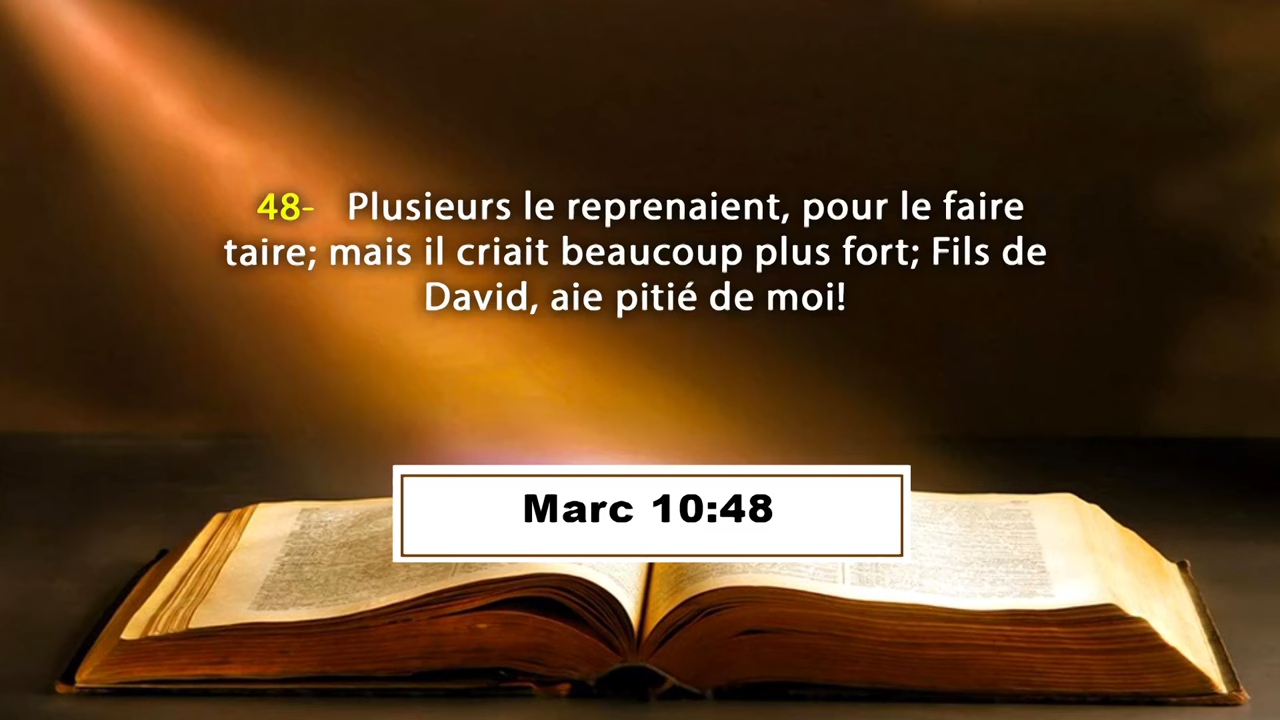 48- Plusieurs le reprenaient, pour le faire
taire; mais il criait beaucoup plus fort; Fils de
David, aie pitié de moi!
Marc 10:48